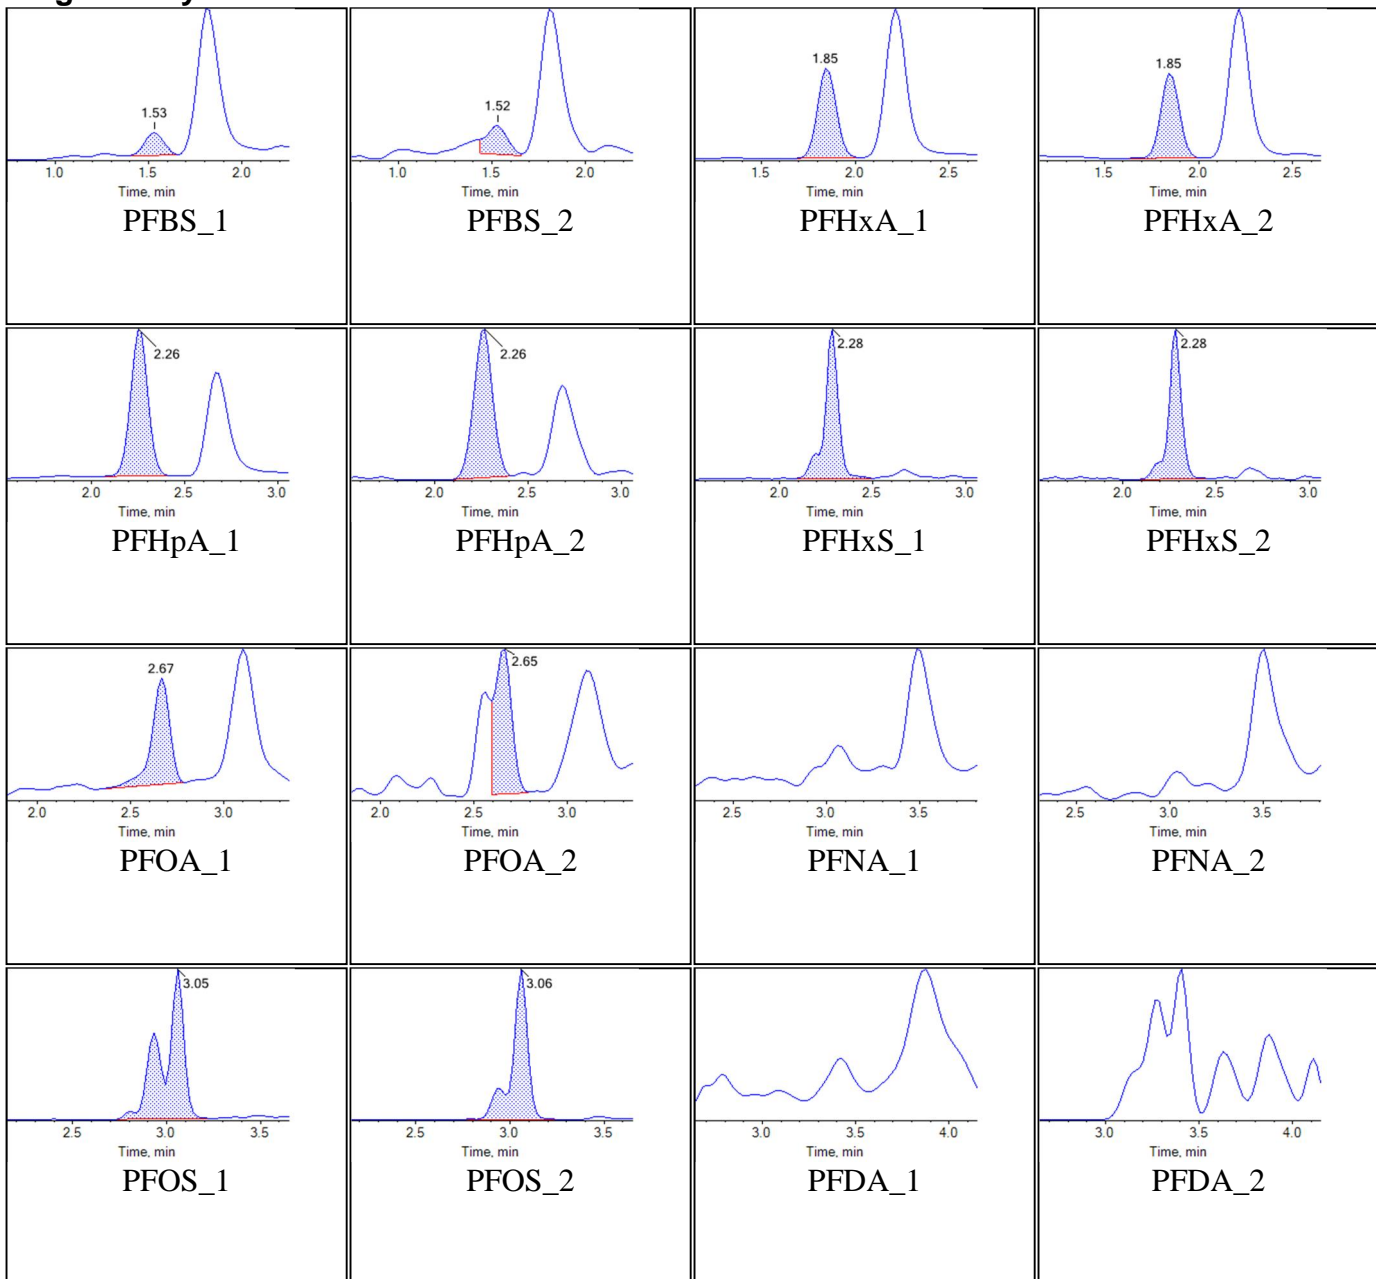 1.53 1.52 1.85 1.85
1.0 1.5 2.0 1.0 1.5 2.0 1.5 2.0 2.5 1.5 2.0 2.5
Time, min Time, min Time, min Time, min
PFBS_1 PFBS_2 PFHxA_1 PFHxA_2
2.26 2.26 2.28 2.28
2.0 2.5 3.0 2.0 2.5 3.0 2.0 2.5 3.0 2.0 2.5 3.0
Time, min Time, min Time, min Time, min
PFHpA_1 PFHpA_2 PFHxS_1 PFHxS_2
2.67 2.65
2.0 2.5 3.0 2.0 2.5 3.0 2.5 3.0 3.5 2.5 3.0 3.5
Time, min Time, min Time, min Time, min
PFOA_1 PFOA_2 PFNA_1 PFNA_2
3.05 3.06
2.5 3.0 3.5 2.5 3.0 3.5 3.0 3.5 4.0 3.0 3.5 4.0
Time, min Time, min Time, min Time, min
PFOS_1 PFOS_2 PFDA_1 PFDA_2